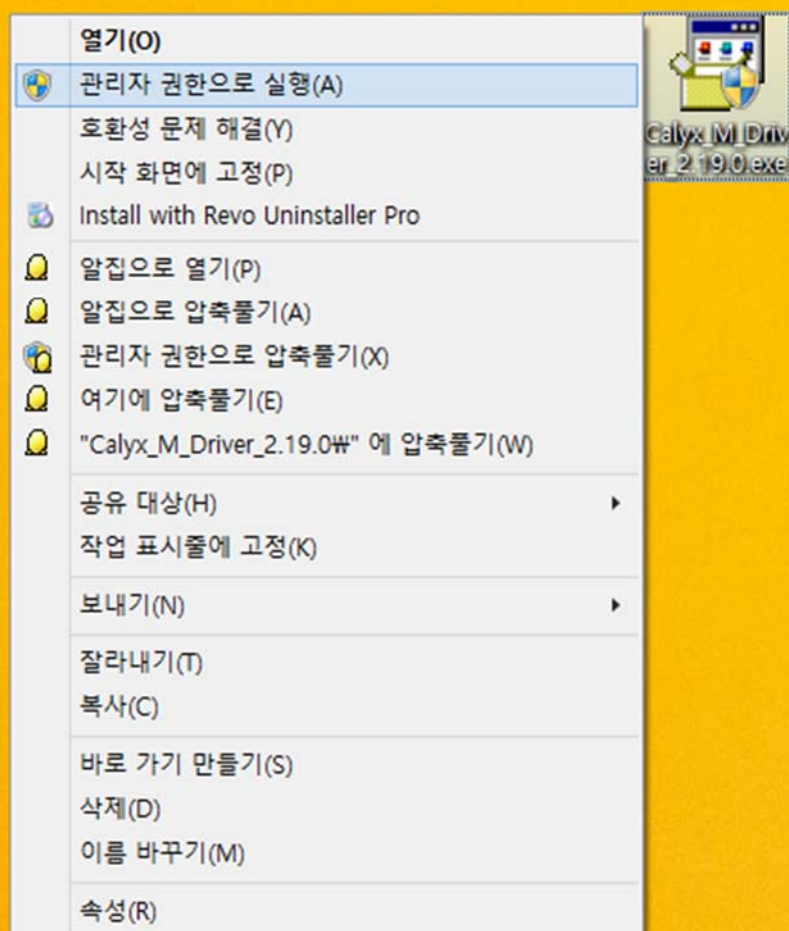 열기(O)
관리자 권한으로 실행(A)
호환성 문제 해결(Y)
시작 화면에 고정(P)
Install with Revo Uninstaller Pro
알집으로 열기(P)
알집으로 압축풀기(A)
관리자 권한으로 압축풀기(X)
여기에 압축풀기(E)
"Calyx_M_Driver_2.19.0₩" 에 압축풀기(W)
공유 대상(H)
작업 표시줄에 고정(K)
보내기(N)
잘라내기(T)
복사(C)
바로 가기 만들기(S)
삭제(D)
이름 바꾸기(M)
속성(R)
Calyx_M_Driv
er_2.19.0.exe